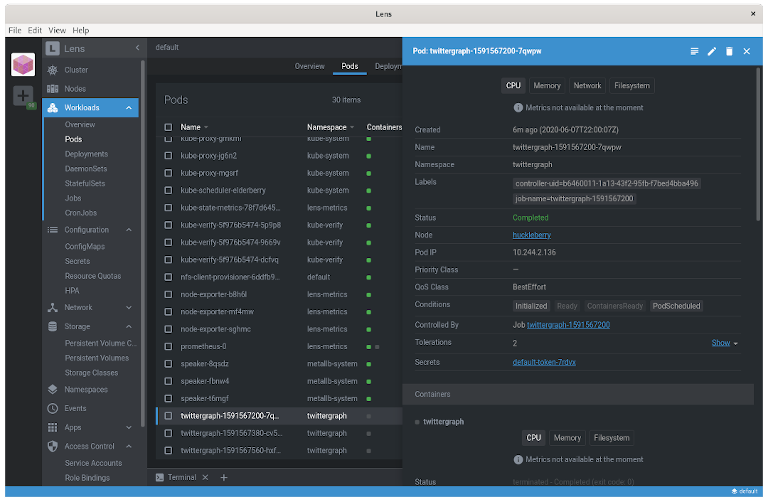 Lens
File Edit View Help
Lens
Cluster
Nodes
Workloads
Overview
Pods
Deployments
DaemonSets
StatefulSets
Jobs
CronJobs
Configuration
ConfigMaps
Secrets
Resource Quotas
HPA
Network
Storage
Persistent Volume C...
Persistent Volumes
Storage Classes
Namespaces
Events
Apps
Access Control
Service Accounts
Role Bindings
default
Overview Pods Deploym
Pods 30 items
Name Namespace Containers
kube-proxy-gmkml kube-system
kube-proxy-jg6n2 kube-system
kube-proxy-mgsrf kube-system
kube-scheduler-elderberry kube-system
kube-state-metrics-78f7d645... lens-metrics
kube-verify-5f976b5474-5p9p8 kube-verify
kube-verify-5f976b5474-9669v kube-verify
kube-verify-5f976b5474-dcfvq kube-verify
nfs-client-provisioner-6ddfb9... default
node-exporter-b8h6l lens-metrics
node-exporter-mf4mw lens-metrics
node-exporter-sghmc lens-metrics
prometheus-0 lens-metrics
speaker-8qsdz metallb-system
speaker-fbnw4 metallb-system
speaker-t6mgf metallb-system
twittergraph-1591567200-7q... twittergraph
twittergraph-1591567380-cv5... twittergraph
twittergraph-1591567560-hxf... twittergraph
Terminal
Pod: twittergraph-1591567200-7qwpw
CPU Memory Network Filesystem
Metrics not available at the moment
Created 6m ago (2020-06-07T22:00:07Z)
Name twittergraph-1591567200-7qwpw
Namespace twittergraph
Labels controller-uid=b6460011-1a13-43f2-95fb-f7bed4bba496
job-name=twittergraph-1591567200
Status Completed
Node huckleberry
Pod IP 10.244.2.136
Priority Class —
QoS Class BestEffort
Conditions Initialized Ready ContainersReady PodScheduled
Controlled By Job twittergraph-1591567200
Tolerations 2 Show
Secrets default-token-7rdvx
Containers
twittergraph
CPU Memory Filesystem
Metrics not available at the moment
Status terminated - Completed (exit code: 0)
default